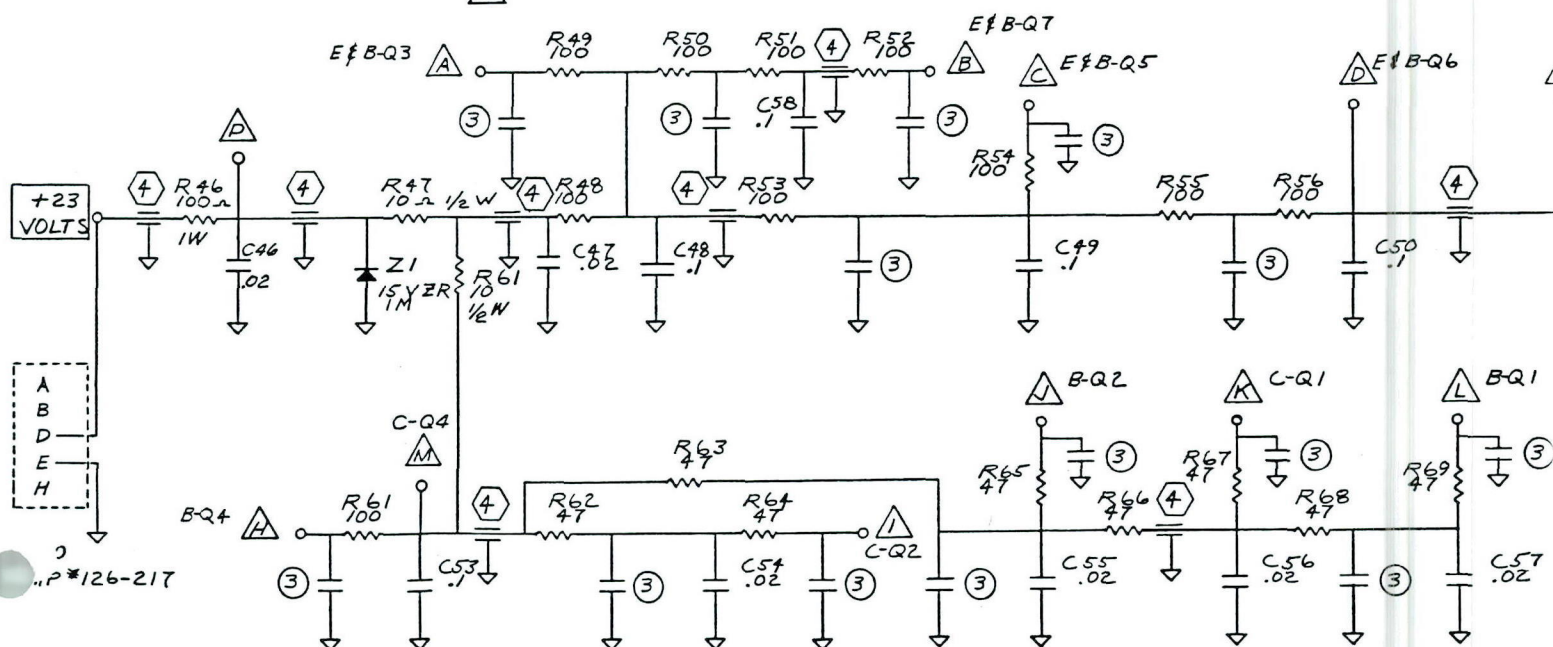 E&B-Q3
A
R49
100
R50
100
R51
100
4
R52
100
B
E&B-Q7
C
E&B-Q5
D
E&B-Q6
3
3
C58
.1
3
3
R54
100
P
+23
VOLTS
4
R46
100Ω
1W
4
R47
10Ω
1/2 W
4
R48
100
4
R53
100
R55
100
R56
100
4
C46
.02
Z1
15VZR
1M
R61
10
1/2W
C47
.02
C48
.1
3
C49
.1
3
C50
.1
A
B
D
E
H
P*126-217
C-Q4
M
B-Q4
H
R61
100
4
R63
47
R62
47
R64
47
I
C-Q2
J
B-Q2
3
R65
47
R66
47
4
K
C-Q1
3
R67
47
R68
47
L
B-Q1
3
R69
47
3
C53
.1
3
C54
.02
3
3
C55
.02
C56
.02
3
C57
.02